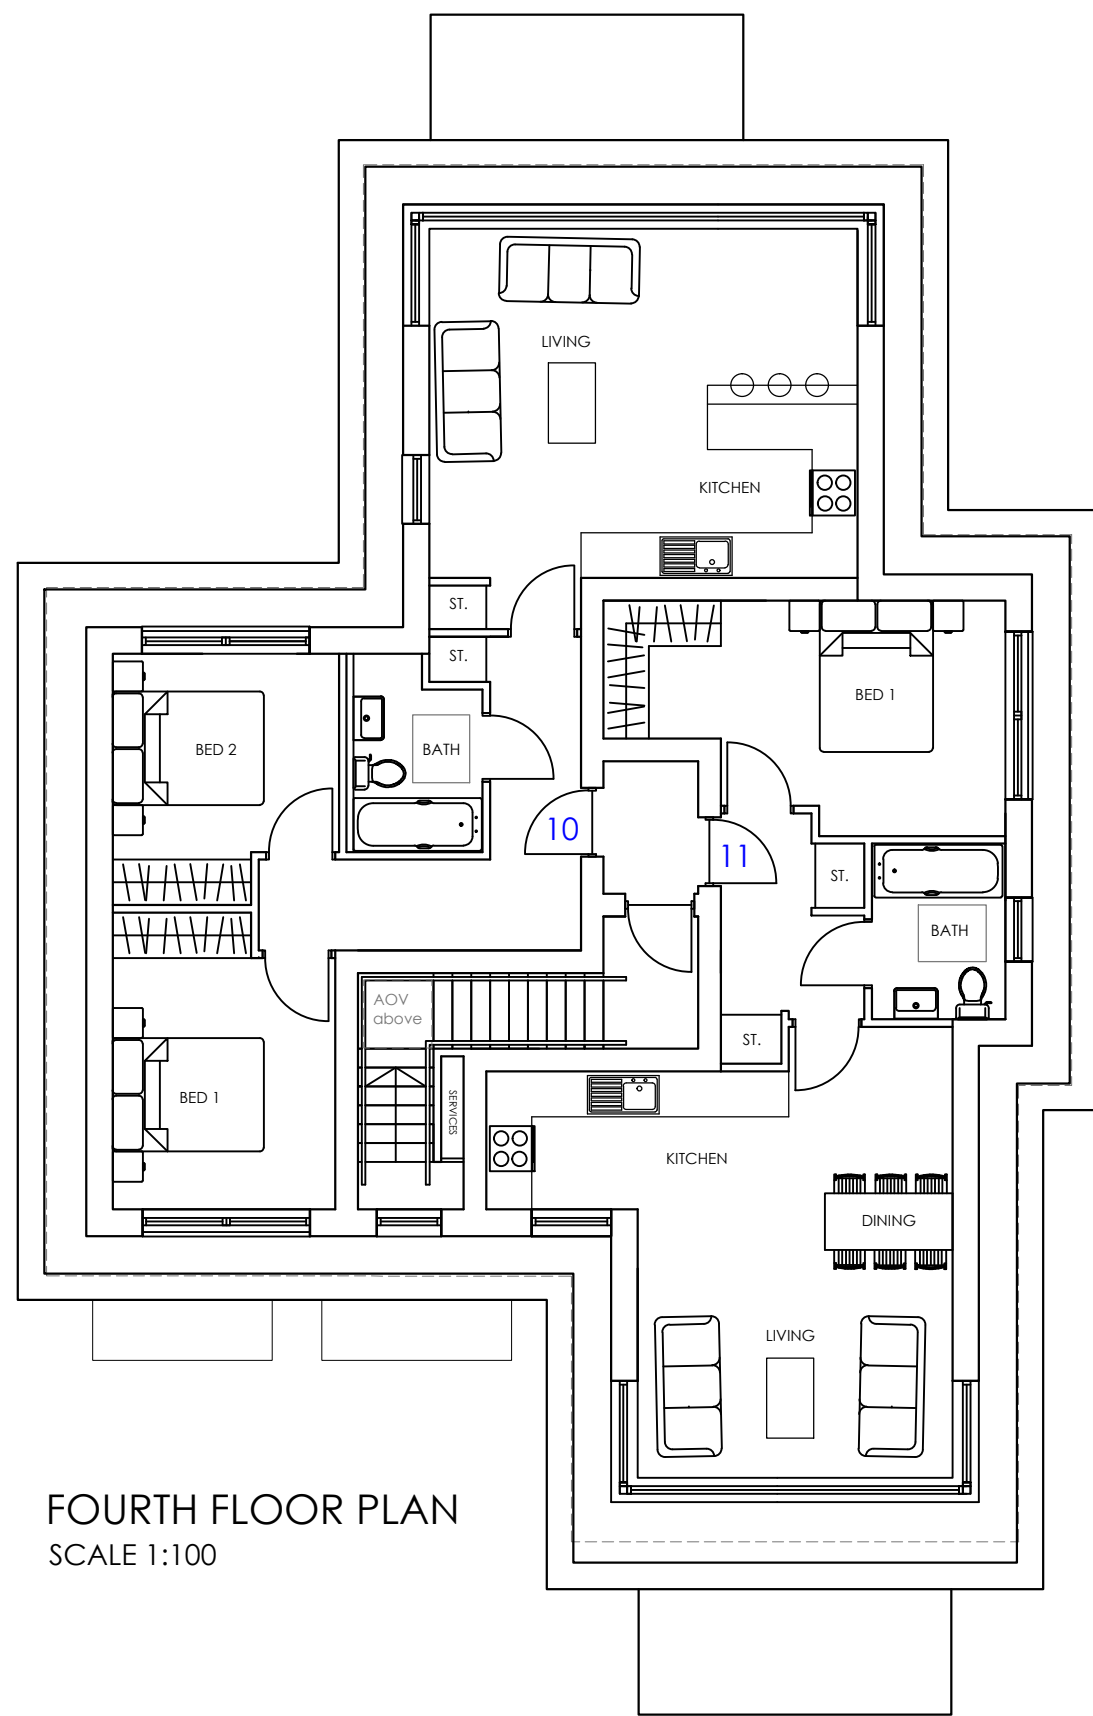 LIVING
KITCHEN
ST.
ST.
BED 1
BED 2
BATH
10
11
ST.
BATH
AOV
above
ST.
SERVICES
BED 1
KITCHEN
DINING
LIVING
FOURTH FLOOR PLAN
SCALE 1:100